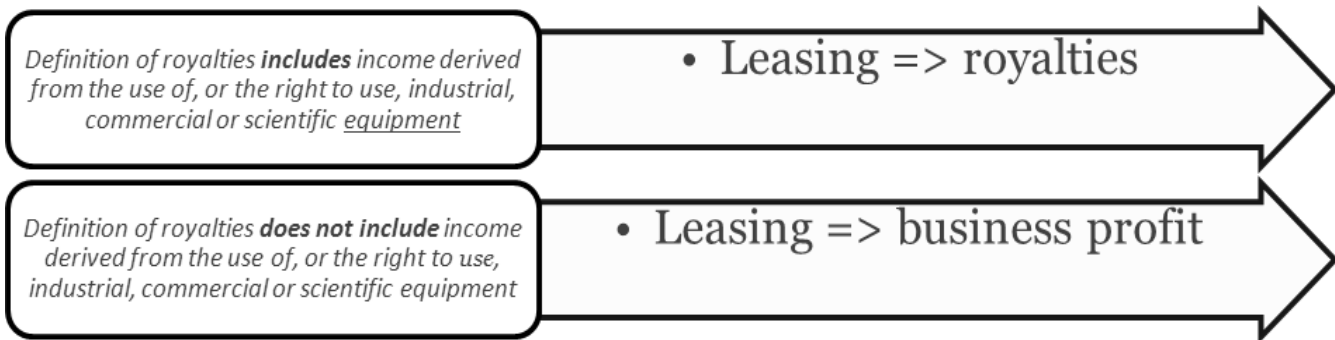 Definition of royalties includes income derived
from the use of, or the right to use, industrial,
commercial or scientific equipment
• Leasing => royalties
Definition of royalties does not include income
derived from the use of, or the right to use,
industrial, commercial or scientific equipment
• Leasing => business profit